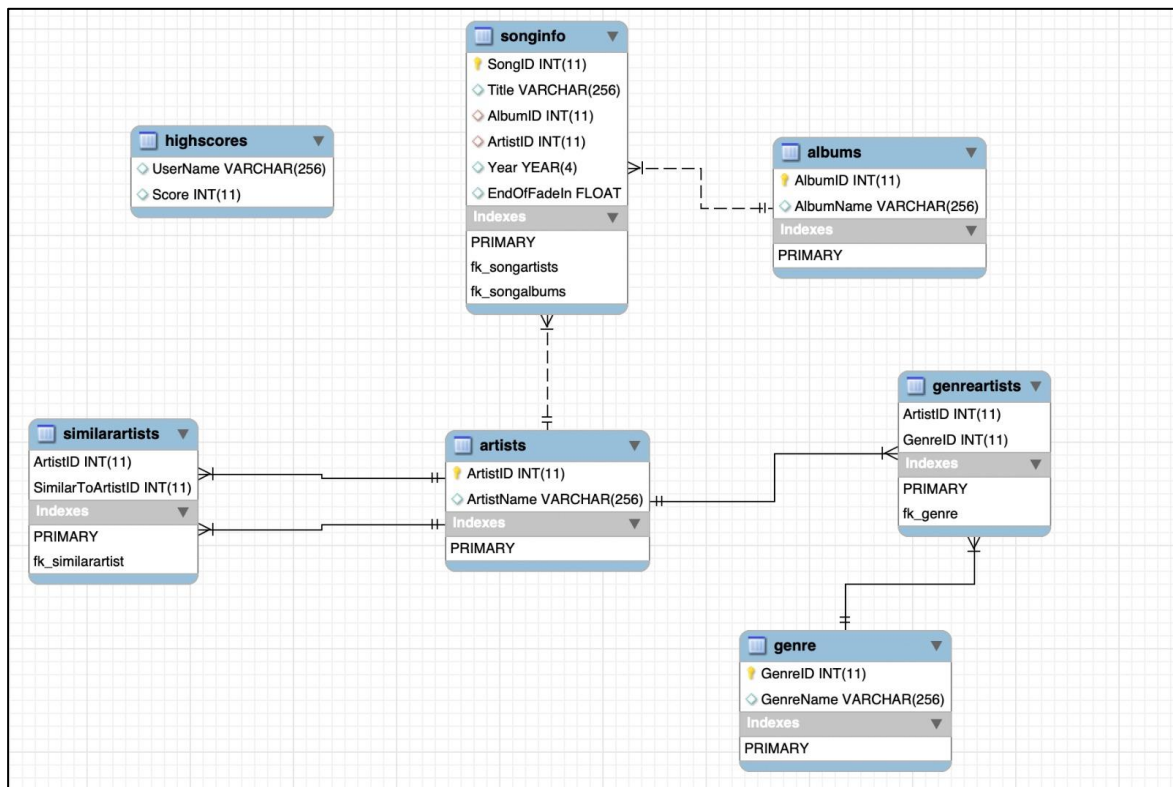 songinfo
SongID INT(11)
Title VARCHAR(256)
AlbumID INT(11)
ArtistID INT(11)
Year YEAR(4)
EndOfFadeIn FLOAT
Indexes
PRIMARY
fk_songartists
fk_songalbums
highscores
UserName VARCHAR(256)
Score INT(11)
albums
AlbumID INT(11)
AlbumName VARCHAR(256)
Indexes
PRIMARY
similarartists
ArtistID INT(11)
SimilarToArtistID INT(11)
Indexes
PRIMARY
fk_similarartist
artists
ArtistID INT(11)
ArtistName VARCHAR(256)
Indexes
PRIMARY
genreartists
ArtistID INT(11)
GenreID INT(11)
Indexes
PRIMARY
fk_genre
genre
GenreID INT(11)
GenreName VARCHAR(256)
Indexes
PRIMARY